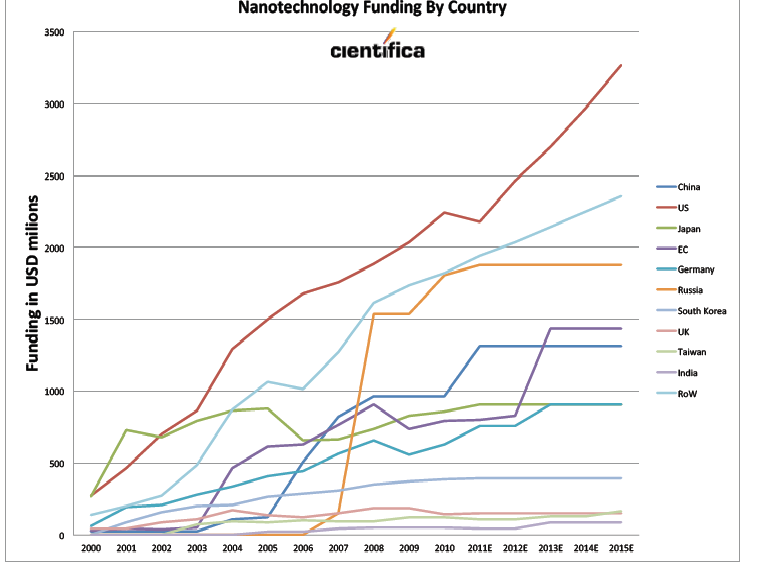 Nanotechnology Funding By Country
científica
3500
3000
2500
2000
1500
1000
500
0
Funding in USD milions
2000 2001 2002 2003 2004 2005 2006 2007 2008 2009 2010 2011E 2012E 2013E 2014E 2015E
China
US
Japan
EC
Germany
Russia
South Korea
UK
Taiwan
India
RoW